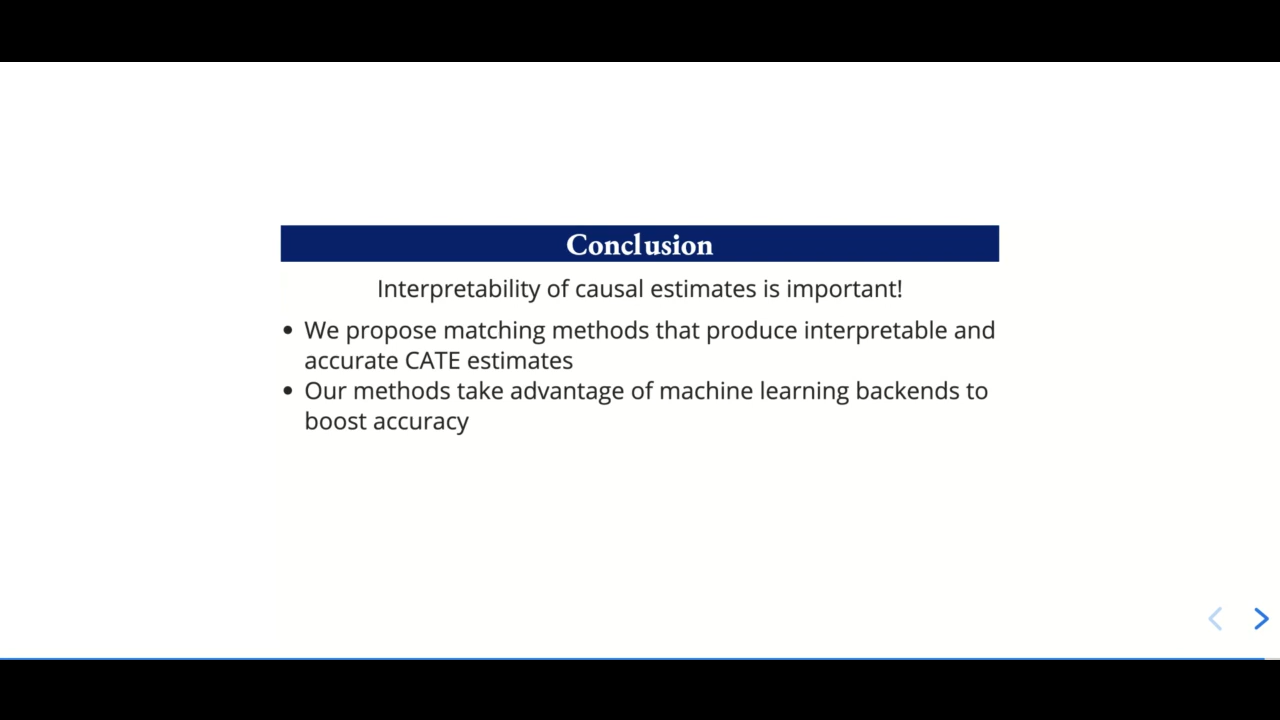 Conclusion
Interpretability of causal estimates is important!
• We propose matching methods that produce interpretable and
accurate CATE estimates
• Our methods take advantage of machine learning backends to
boost accuracy